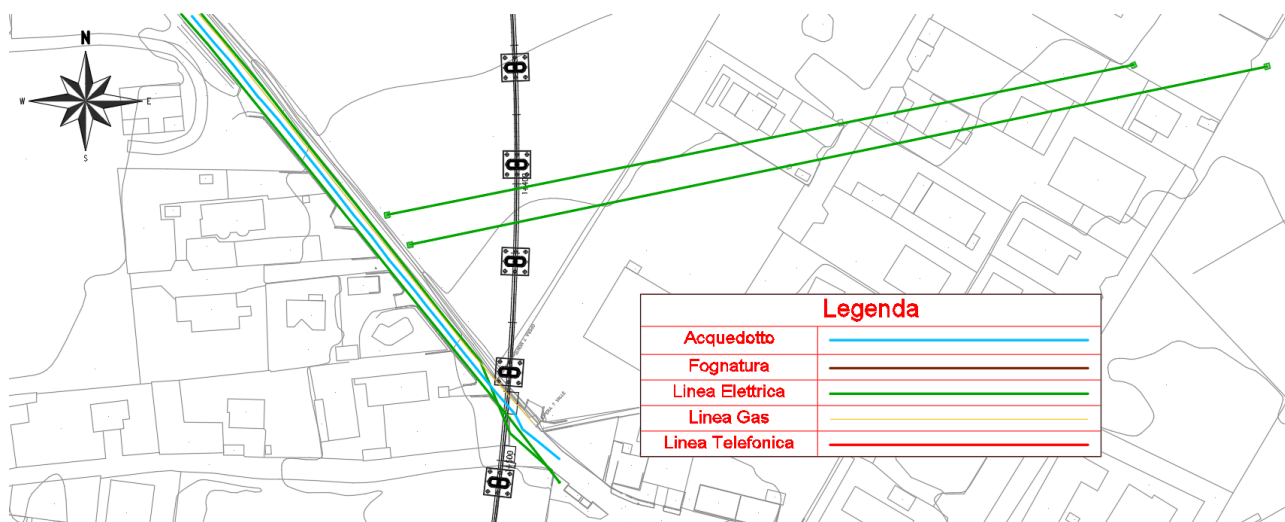 N
W
E
S
Legenda
Acquedotto
Fognatura
Linea Elettrica
Linea Gas
Linea Telefonica